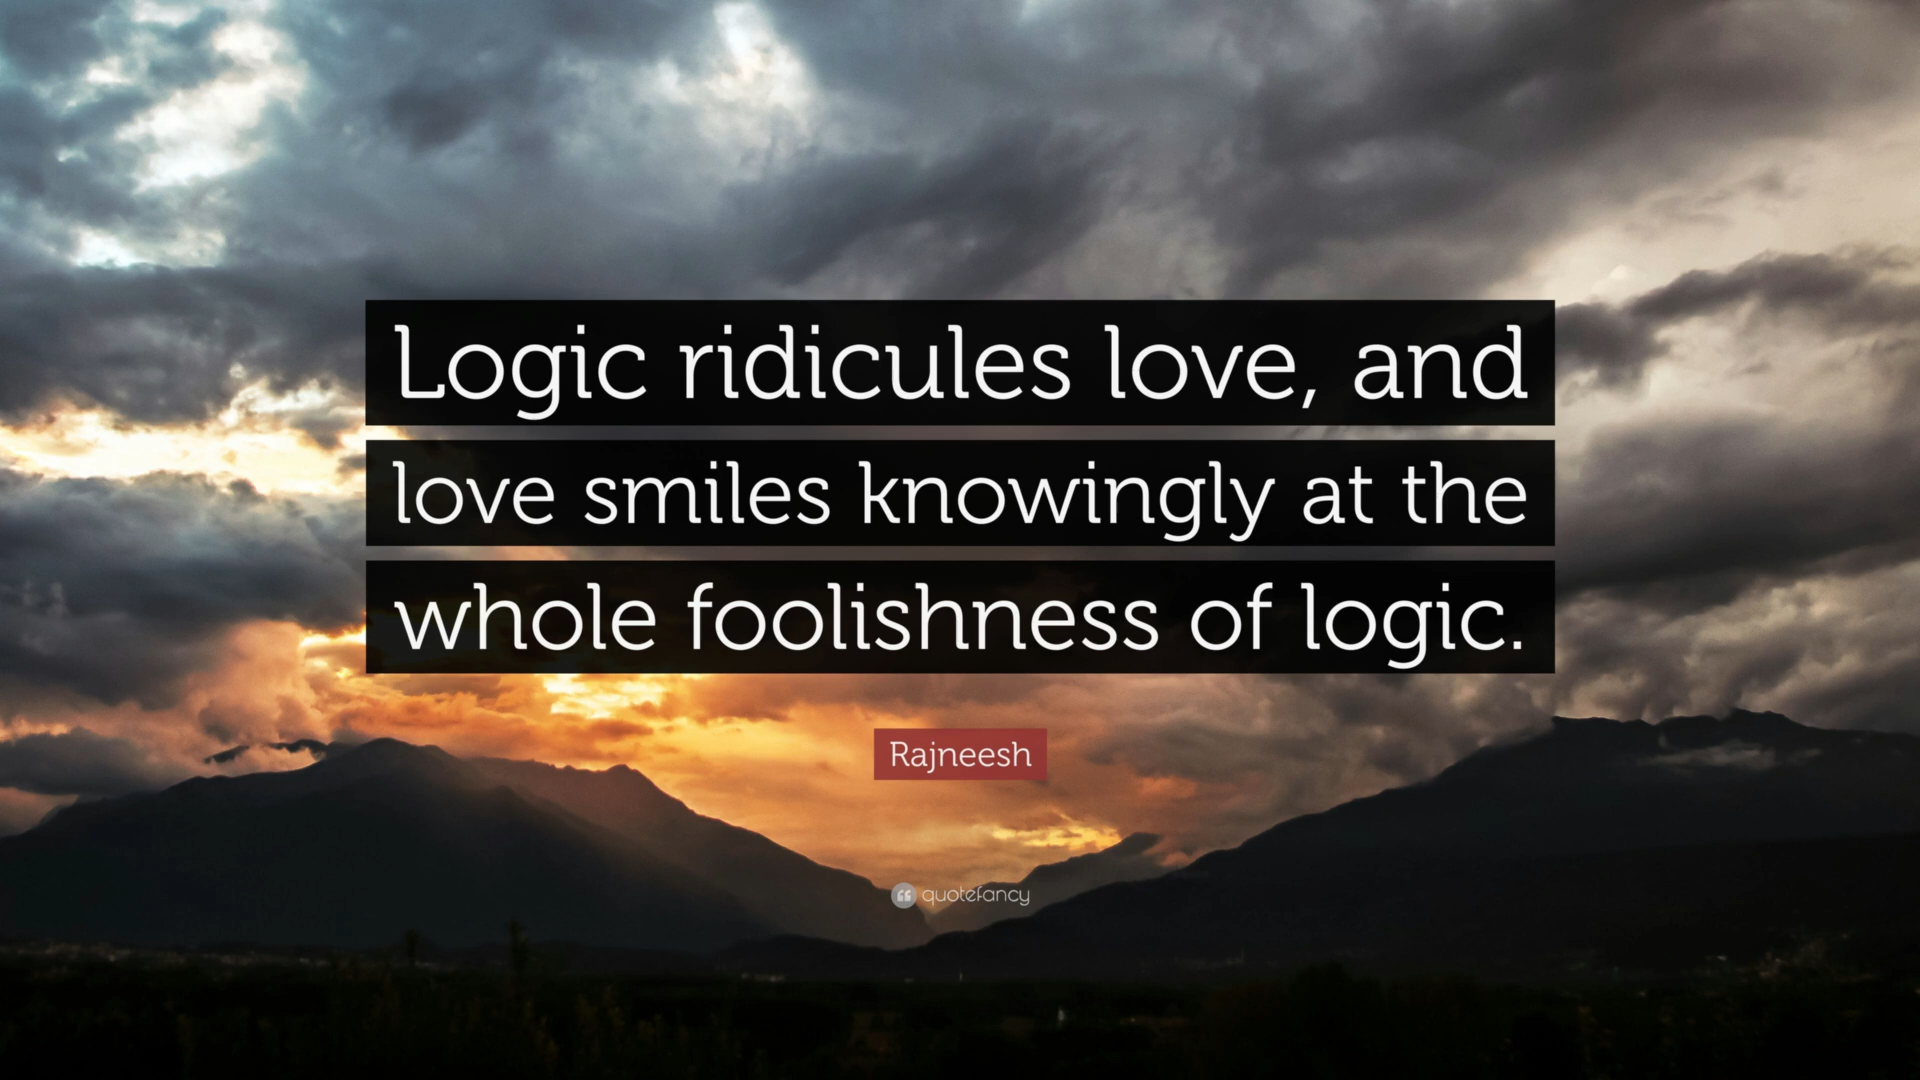 Logic ridicules love, and
love smiles knowingly at the
whole foolishness of logic.
Rajneesh
quotefancy